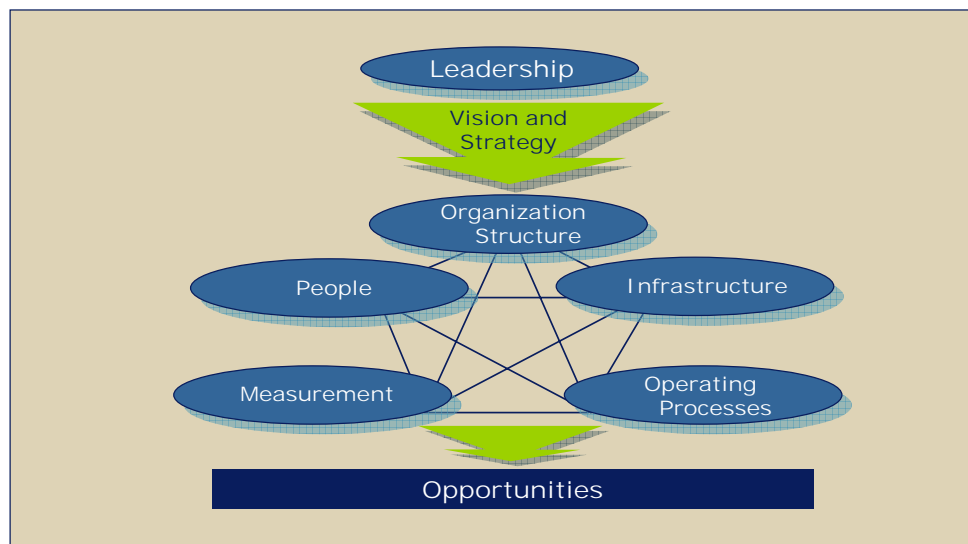 Leadership
Vision and
Strategy
Organization
Structure
People
Infrastructure
Measurement
Operating
Processes
Opportunities